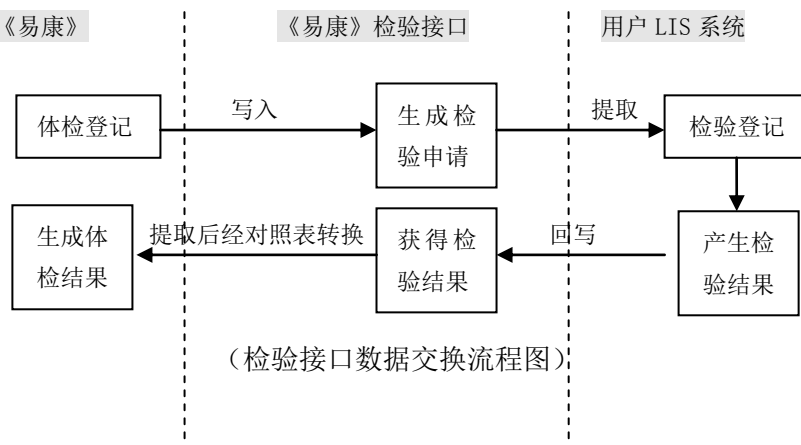 《易康》
《易康》检验接口
用户 LIS 系统
体检登记
写入
生成检
验申请
提取
检验登记
生成体
检结果
提取后经对照表转换
获得检
验结果
回写
产生检
验结果
（检验接口数据交换流程图）